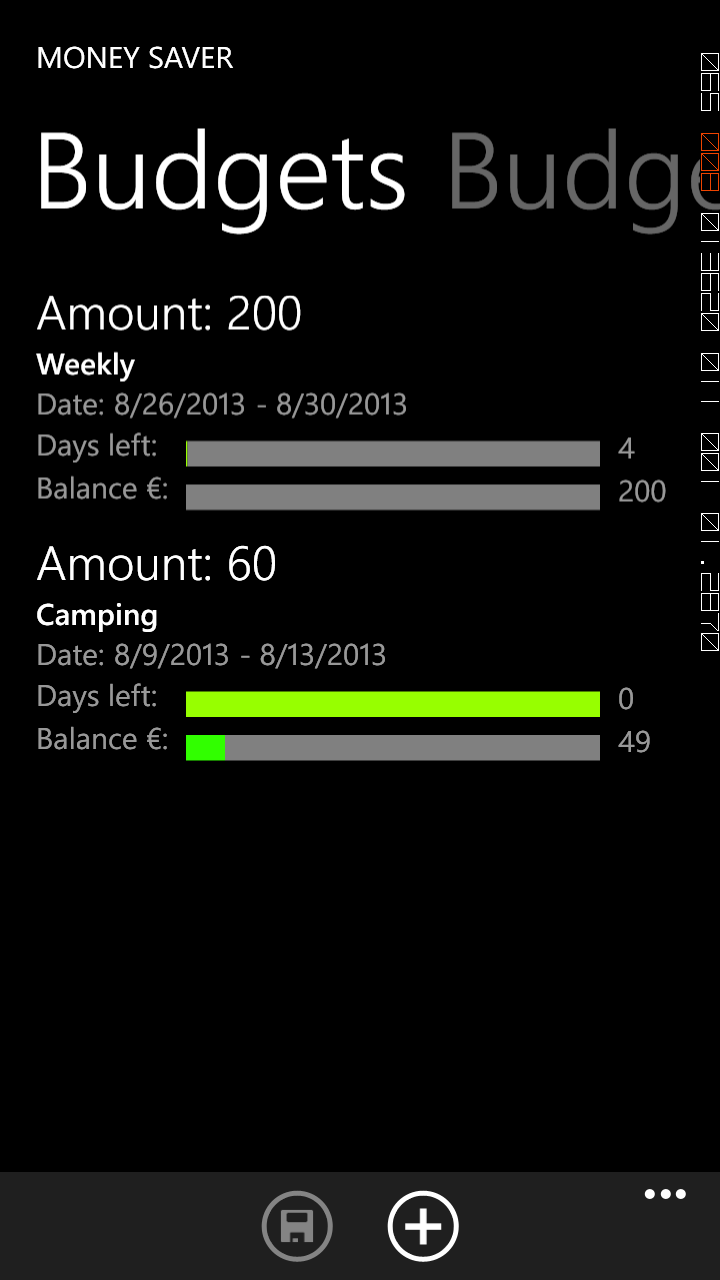 MONEY SAVER
Budgets Budge
Amount: 200
Weekly
Date: 8/26/2013 - 8/30/2013
Days left: 4
Balance €: 200
Amount: 60
Camping
Date: 8/9/2013 - 8/13/2013
Days left: 0
Balance €: 49